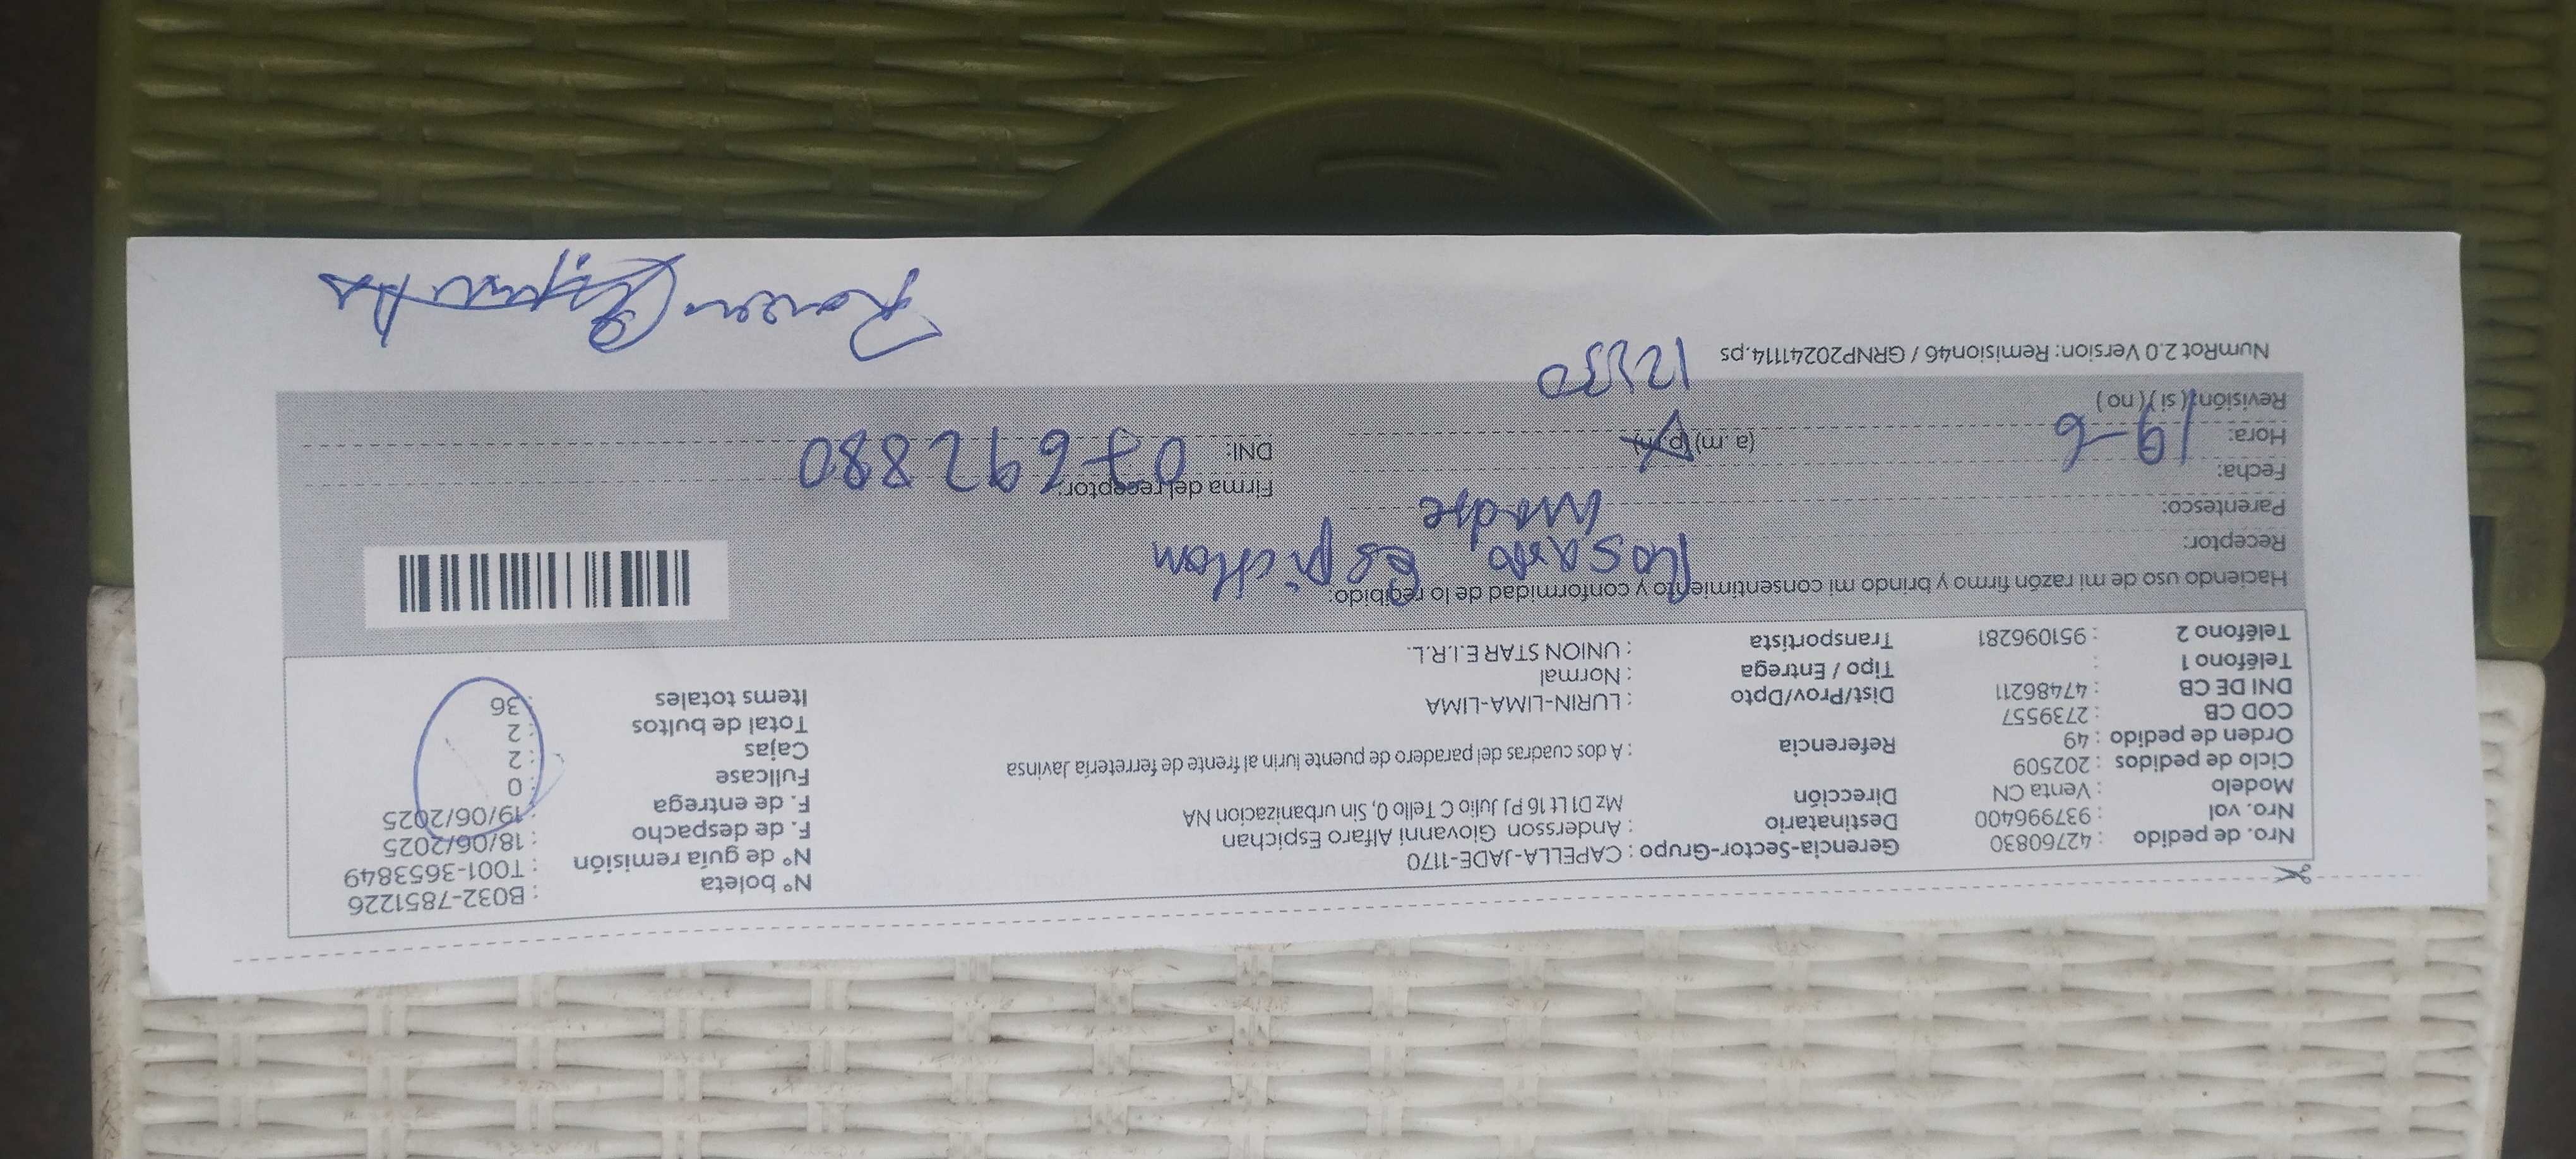 Nro. de pedido : 42760830 Gerencia-Sector-Grupo : CAPELLA-JADE-1170 N° boleta : B032-7851226
Nro. val : 937996400 Destinatario : Andersson Giovanni Alfaro Espichan N° de guía remisión : T001-3653849
Modelo : Venta CN Dirección Mz D1 Lt 16 PJ Julio C Tello 0, Sin urbanizacion NA F. de despacho : 18/06/2025
Ciclo de pedidos : 202509 F. de entrega : 19/06/2025
Orden de pedido : 49 Referencia : A dos cuadras del paradero de puente lurin al frente de ferreteria Javinsa Fullcase : 0
COD CB : 2739557 Cajas : 2
DNI DE CB : 47486211 Dist/Prov/Dpto : LURIN-LIMA-LIMA Total de bultos : 2
Teléfono 1 : Tipo / Entrega : Normal Items totales : 36
Teléfono 2 : 951096281 Transportista : UNION STAR E.I.R.L.
Haciendo uso de mi razón firmo y brindo mi consentimiento y conformidad de lo recibido:
Receptor: Rosario Espichan
Parentesco: Madre
Fecha: 19-6 Firma del receptor:
Hora: (a. m) (p. m) DNI: 07692880
Revisión: ( si ) ( no )
12:50
NumRot 2.0 Version: Remision46 / GRNP20241114.ps